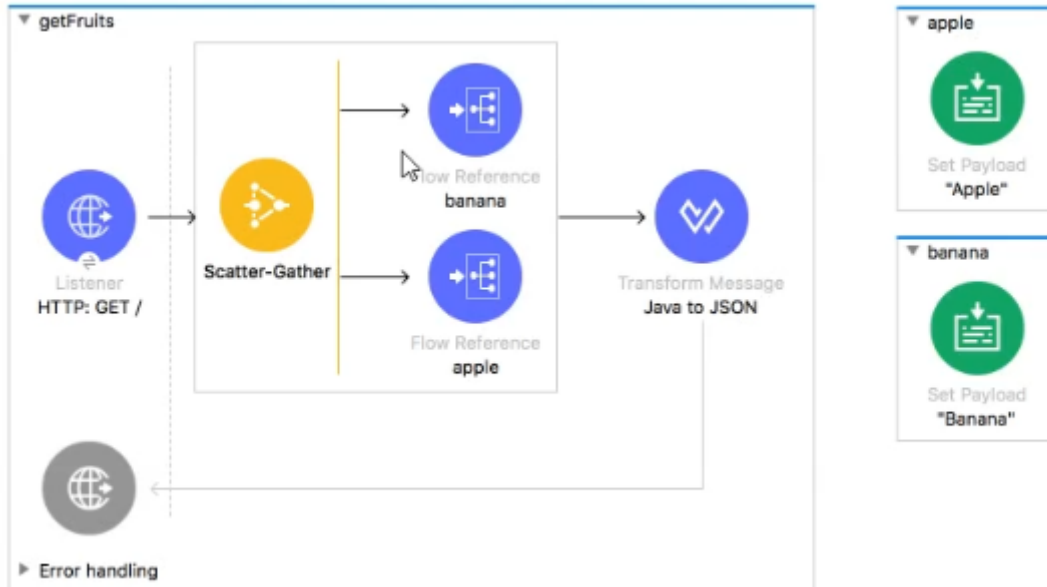 getFruits
Listener
HTTP: GET /
Scatter-Gather
Flow Reference
banana
Flow Reference
apple
Transform Message
Java to JSON
Error handling
apple
Set Payload
"Apple"
banana
Set Payload
"Banana"